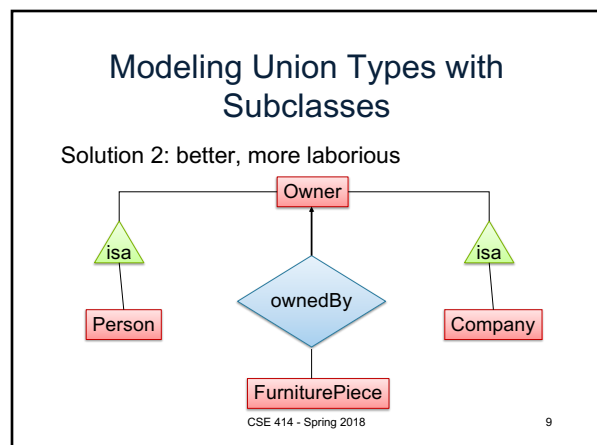 Modeling Union Types with
Subclasses
Solution 2: better, more laborious
Owner
isa
isa
ownedBy
Person
Company
FurniturePiece
CSE 414 - Spring 2018
9